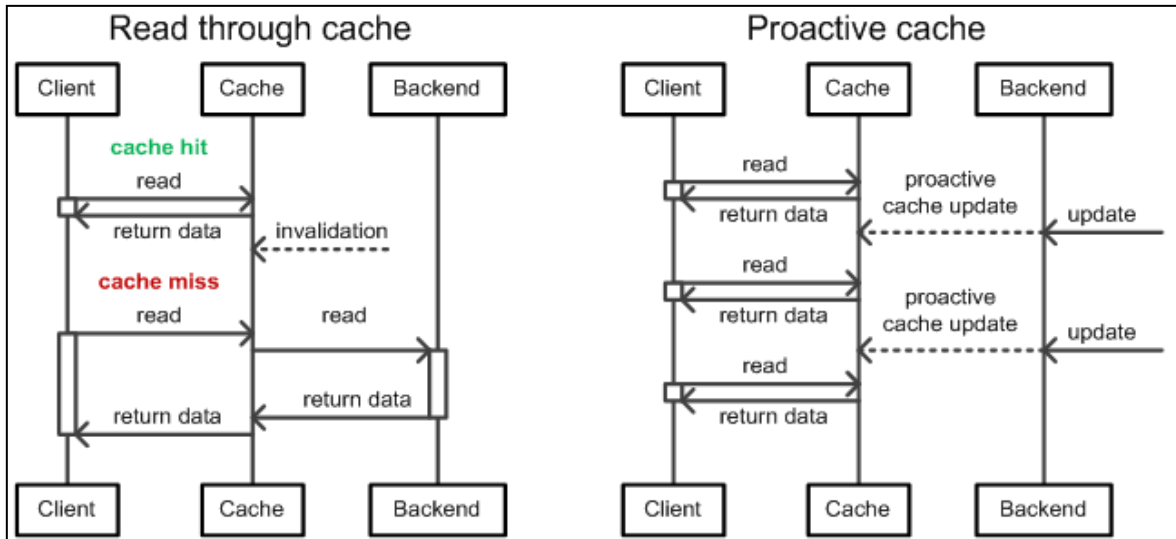 Read through cache
Client
Cache
Backend
cache hit
read
return data
invalidation
cache miss
read
read
return data
return data
Client
Cache
Backend
Proactive cache
Client
Cache
Backend
read
return data
proactive
cache update
update
read
return data
proactive
cache update
update
read
return data
Client
Cache
Backend